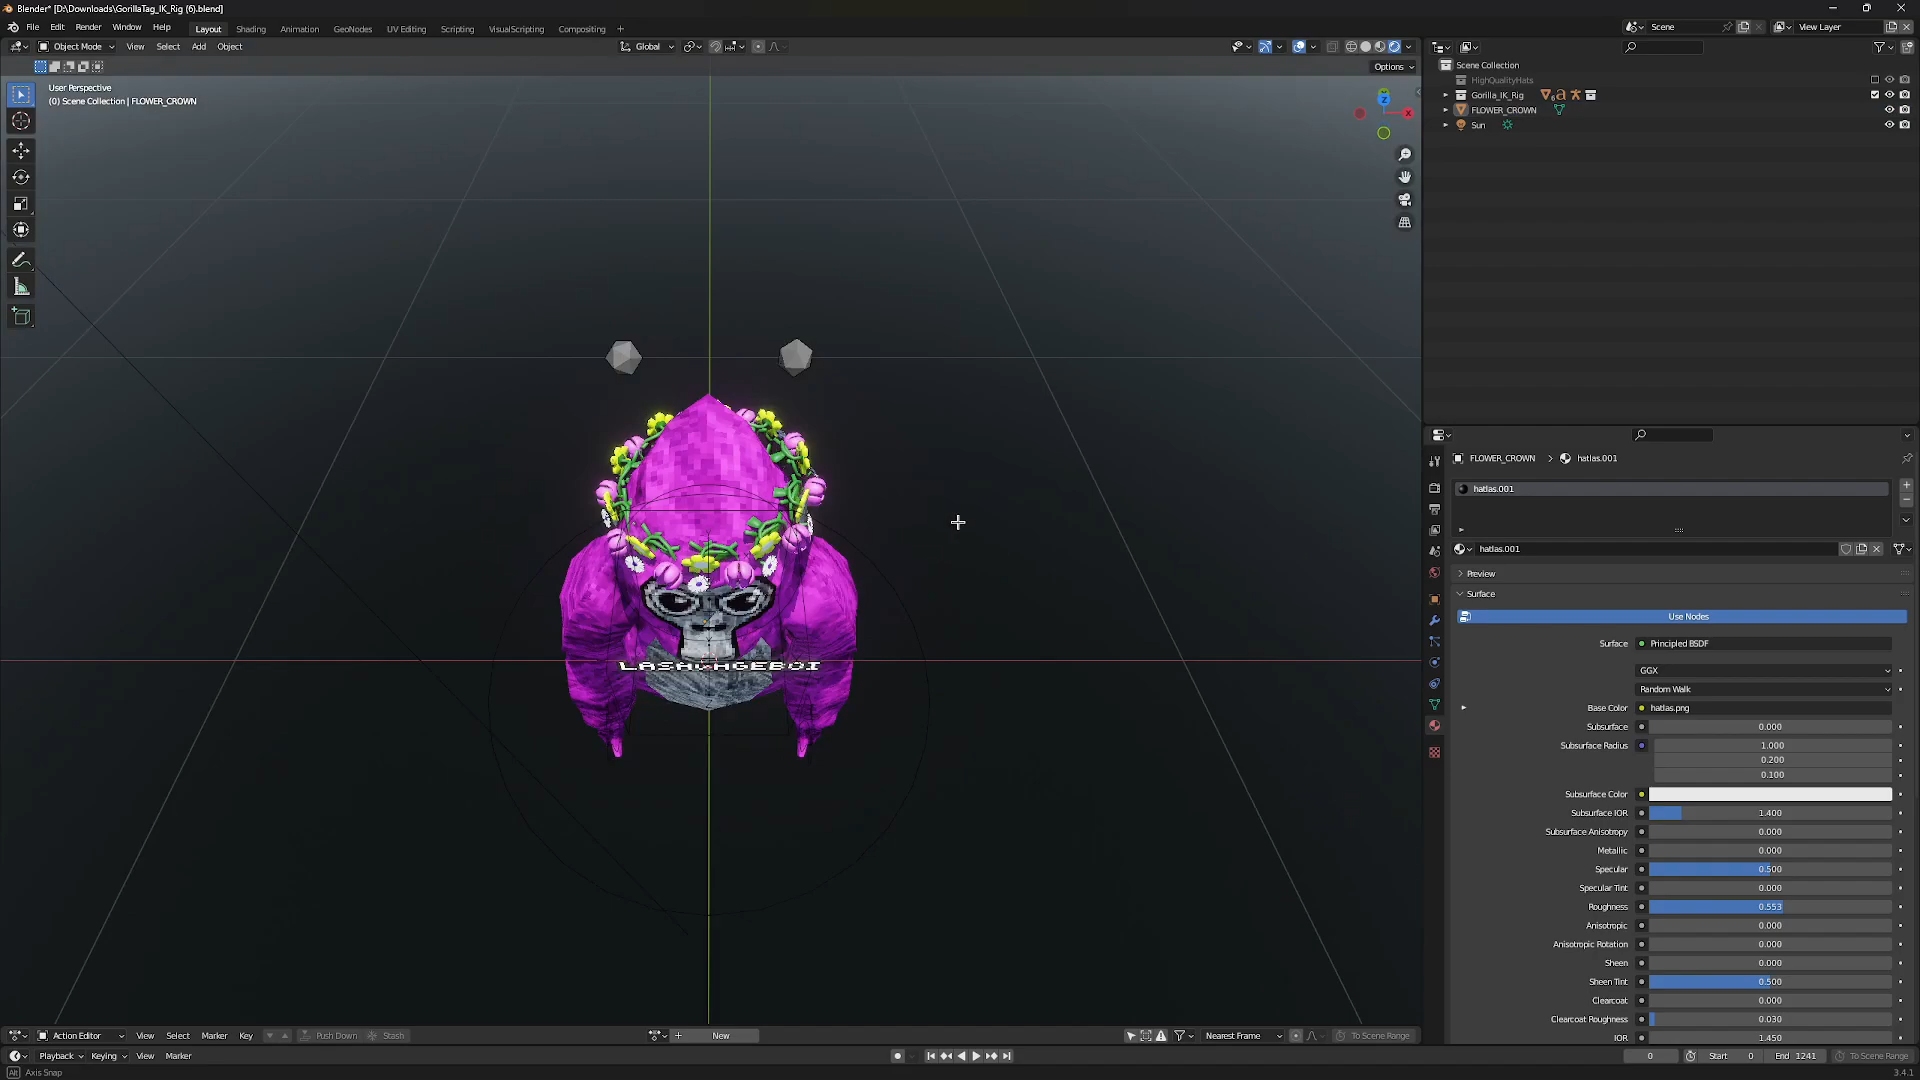 Blender* [D:\Downloads\GorillaTag_IK_Rig (6).blend]
File Edit Render Window Help Layout Shading Animation GeoNodes UV Editing Scripting VisualScripting Compositing + Scene View Layer
Object Mode View Select Add Object Global
Options
User Perspective
(0) Scene Collection | FLOWER_CROWN
Z
X
LASAVAGEBOI
Scene Collection
HighQualityHats
Gorilla_IK_Rig
FLOWER_CROWN
Sun
FLOWER_CROWN > hatlas.001
hatlas.001
hatlas.001
Preview
Surface
Use Nodes
Surface Principled BSDF
GGX
Random Walk
Base Color hatlas.png
Subsurface 0.000
Subsurface Radius 1.000
0.200
0.100
Subsurface Color
Subsurface IOR 1.400
Subsurface Anisotropy 0.000
Metallic 0.000
Specular 0.500
Specular Tint 0.000
Roughness 0.553
Anisotropic 0.000
Anisotropic Rotation 0.000
Sheen 0.000
Sheen Tint 0.500
Clearcoat 0.000
Clearcoat Roughness 0.030
IOR 1.450
Action Editor View Select Marker Key Push Down Stash + New Nearest Frame To Scene Range
Playback Keying View Marker 0 Start 0 End 1241 To Scene Range
Alt Axis Snap 3.4.1